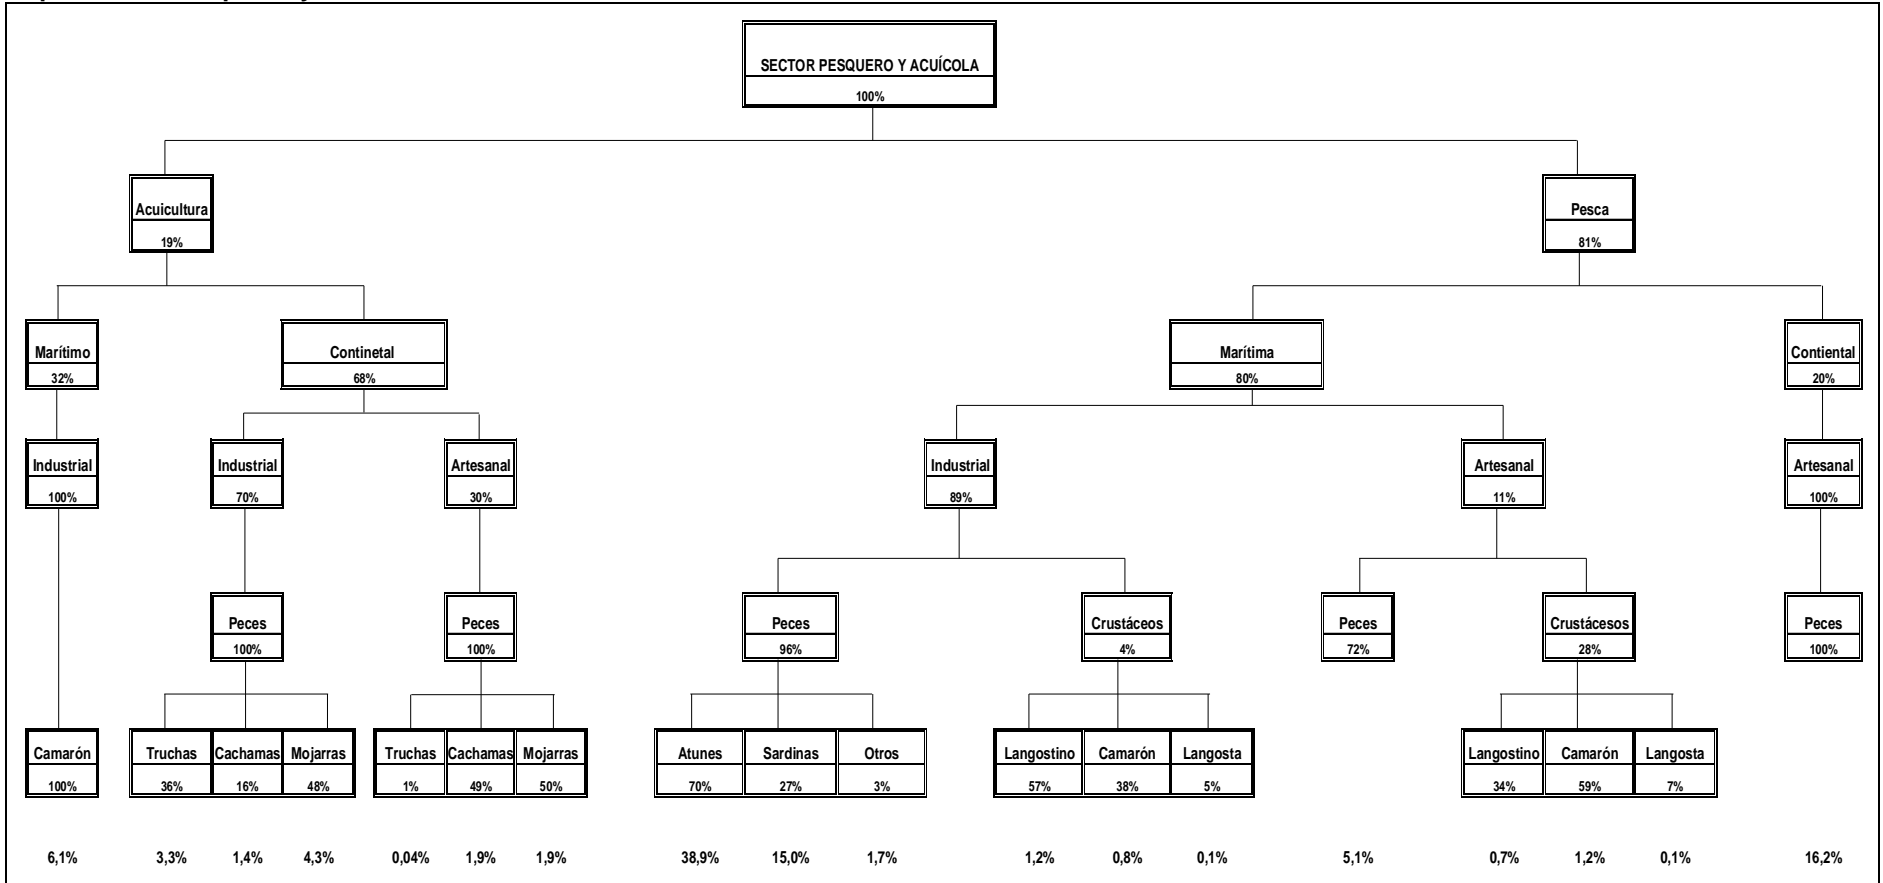 SECTOR PESQUERO Y ACUÍCOLA
100%
Acuicultura
19%
Pesca
81%
Marítimo
32%
Continetal
68%
Marítima
80%
Contiental
20%
Industrial
100%
Industrial
70%
Artesanal
30%
Industrial
89%
Artesanal
11%
Artesanal
100%
Peces
100%
Peces
100%
Peces
96%
Crustáceos
4%
Peces
72%
Crustácesos
28%
Peces
100%
Camarón
100%
Truchas Cachamas Mojarras
36% 16% 48%
Truchas Cachamas Mojarras
1% 49% 50%
Atunes Sardinas Otros
70% 27% 3%
Langostino Camarón Langosta
57% 38% 5%
Langostino Camarón Langosta
34% 59% 7%
6,1% 3,3% 1,4% 4,3% 0,04% 1,9% 1,9% 38,9% 15,0% 1,7% 1,2% 0,8% 0,1% 5,1% 0,7% 1,2% 0,1% 16,2%